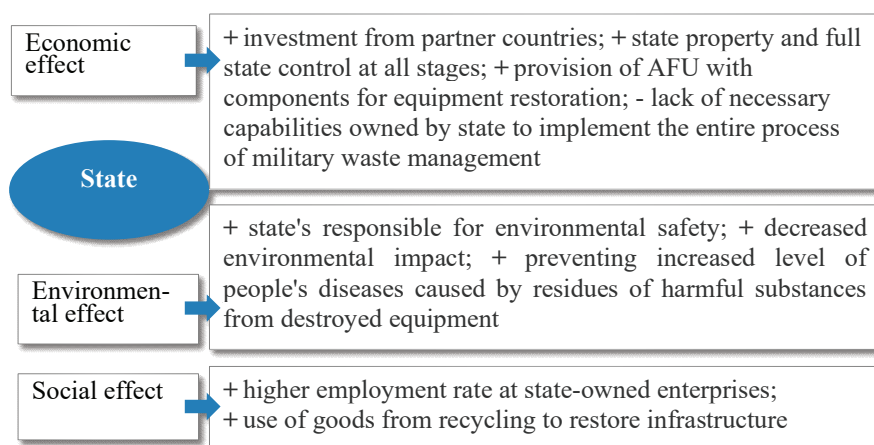 Economic
effect
+ investment from partner countries; + state property and full
state control at all stages; + provision of AFU with
components for equipment restoration; - lack of necessary
capabilities owned by state to implement the entire process
of military waste management
State
+ state's responsible for environmental safety; + decreased
environmental impact; + preventing increased level of
people's diseases caused by residues of harmful substances
from destroyed equipment
Environmen-
tal effect
Social effect
+ higher employment rate at state-owned enterprises;
+ use of goods from recycling to restore infrastructure